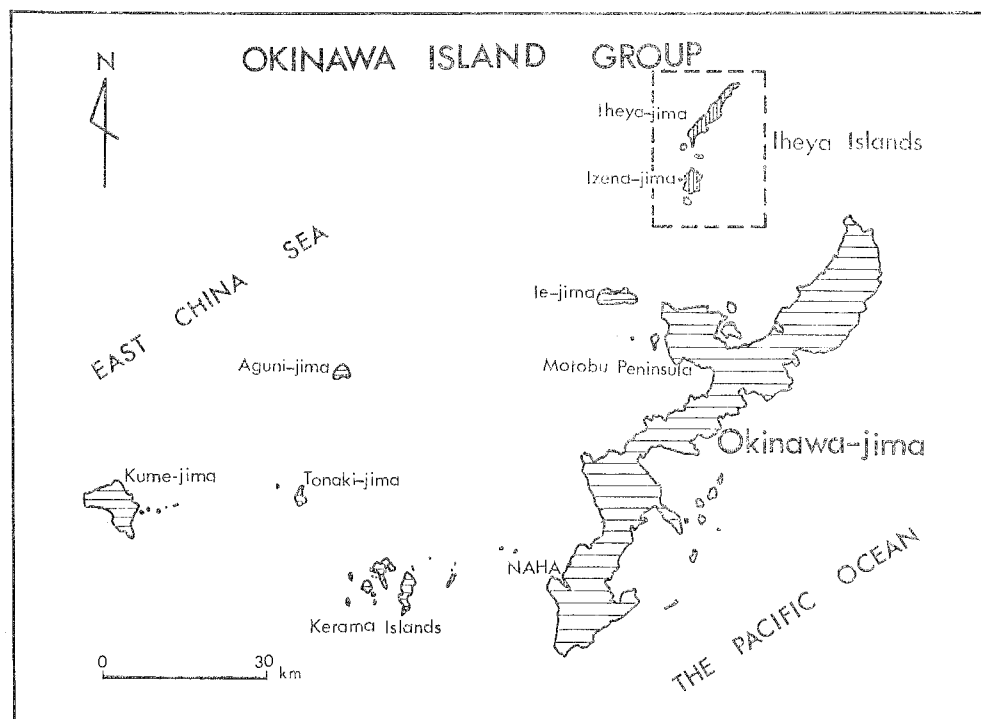 OKINAWA ISLAND GROUP
N
Iheya-jima
Iheya Islands
Izena-jima
EAST CHINA SEA
Ie-jima
Aguni-jima
Motobu Peninsula
Okinawa-jima
Kume-jima
Tonaki-jima
NAHA
Kerama Islands
THE PACIFIC OCEAN
0 30
km